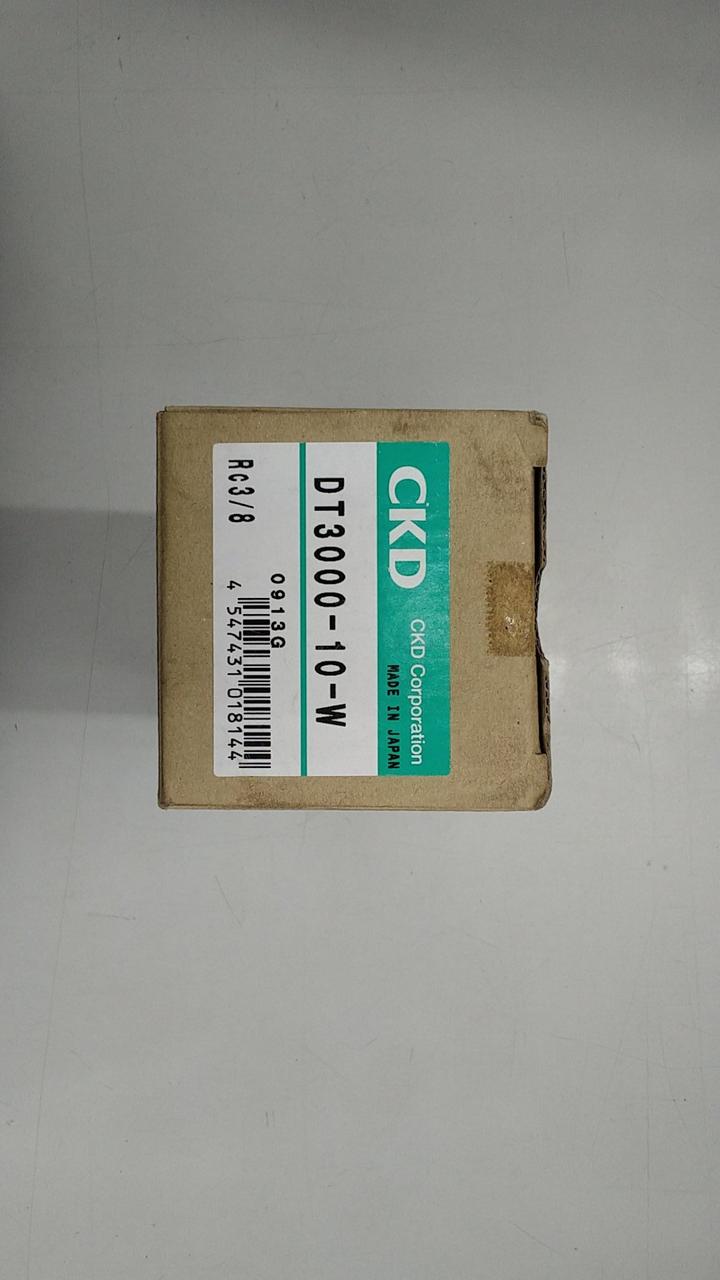 CKD CKD Corporation
MADE IN JAPAN
DT3000-10-W
0913G
Rc3/8
4 547431 018144